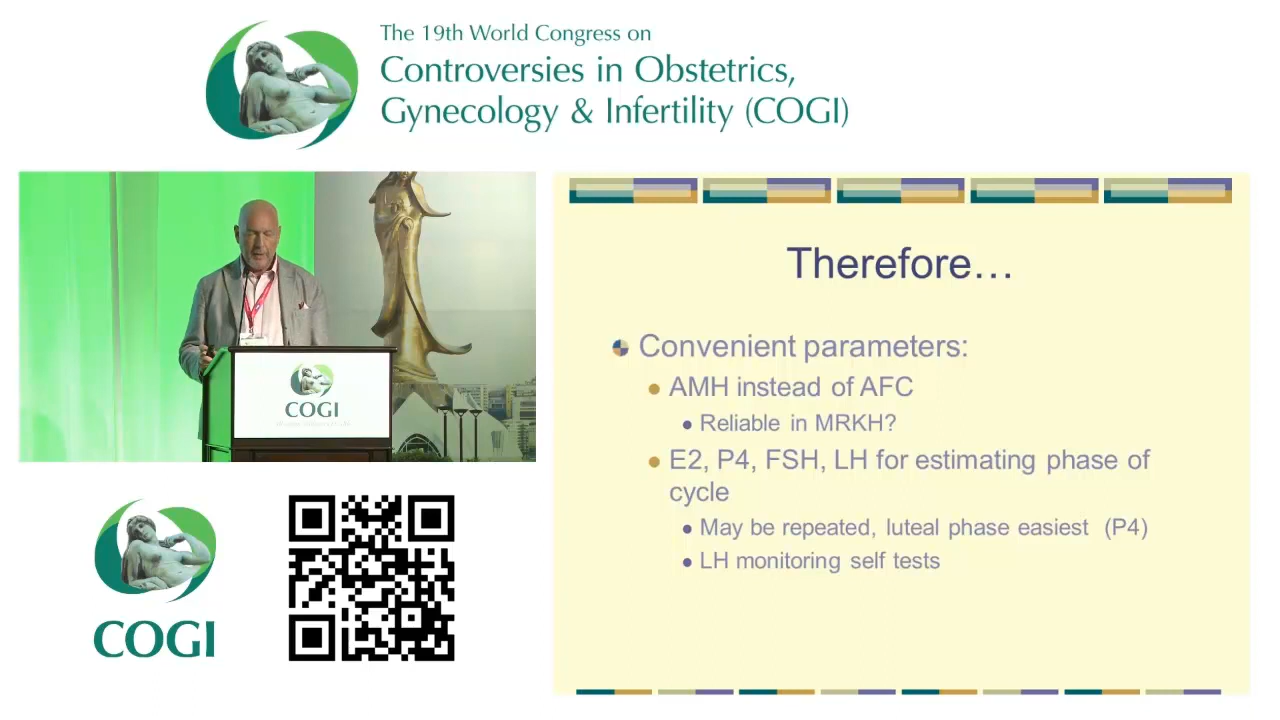 The 19th World Congress on
Controversies in Obstetrics,
Gynecology & Infertility (COGI)
COGI
COGI
Therefore…
Convenient parameters:
AMH instead of AFC
Reliable in MRKH?
E2, P4, FSH, LH for estimating phase of
cycle
May be repeated, luteal phase easiest (P4)
LH monitoring self tests